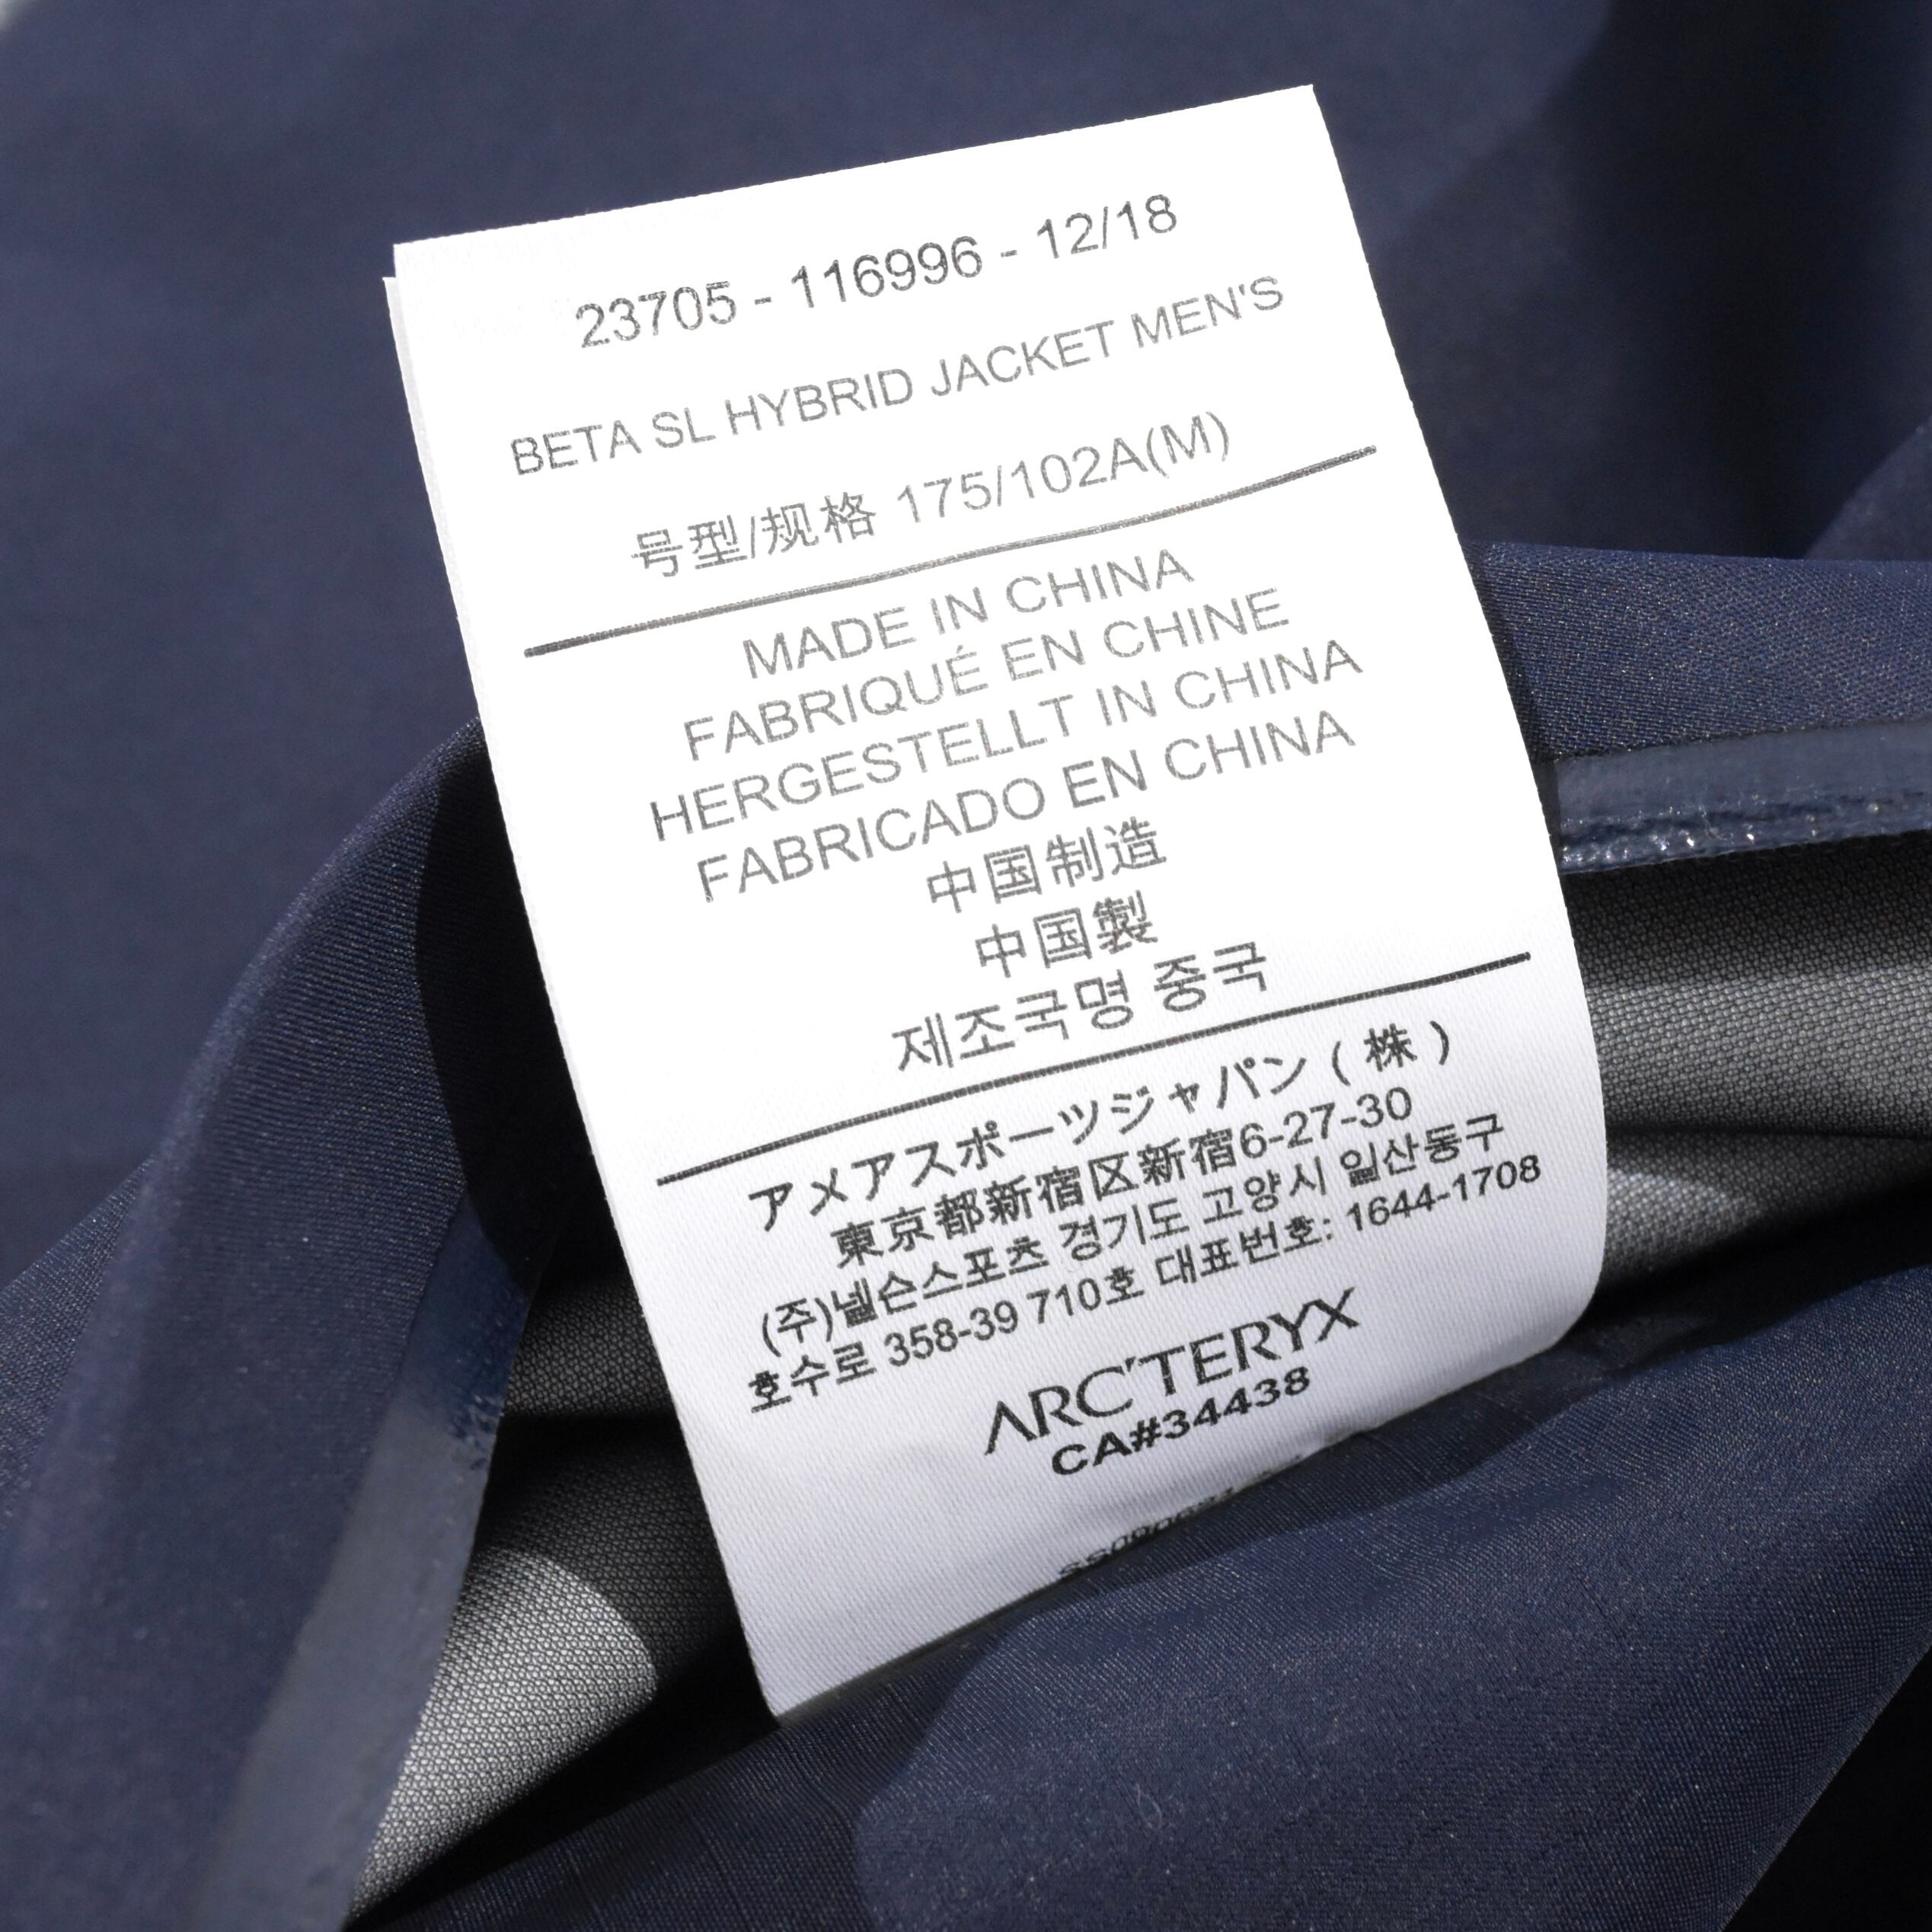 23705 - 116996 - 12/18
BETA SL HYBRID JACKET MEN'S
号型/规格 175/102A(M)
MADE IN CHINA
FABRIQUÉ EN CHINE
HERGESTELLT IN CHINA
FABRICADO EN CHINA
中国制造
中国製
제조국명 중국
アメアスポーツジャパン ( 株 )
東京都新宿区新宿6-27-30
(주)넬슨스포츠 경기도 고양시 일산동구
호수로 358-39 710호 대표번호: 1644-1708
ARC'TERYX
CA#34438